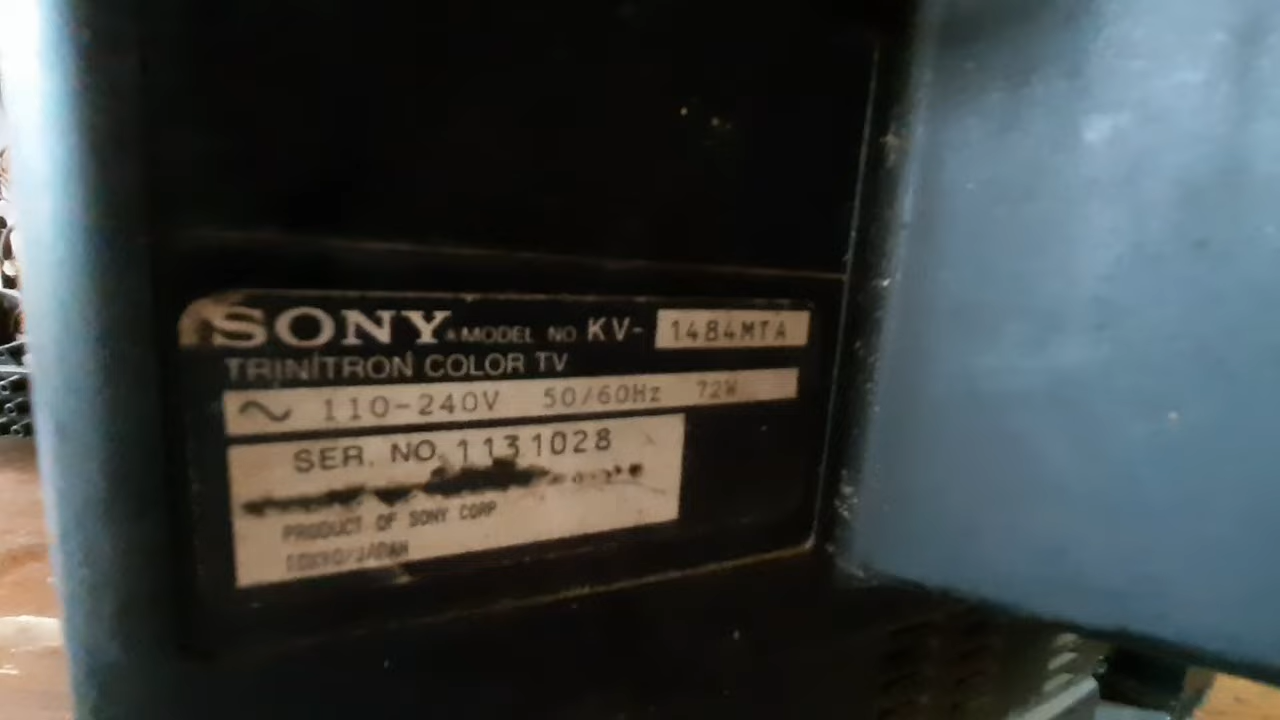 SONY MODEL NO KV-1484MTA
TRINITRON COLOR TV
~ 110-240V 50/60Hz 72W
SER. NO. 1131028
PRODUCT OF SONY CORP
TOKYO/JAPAN